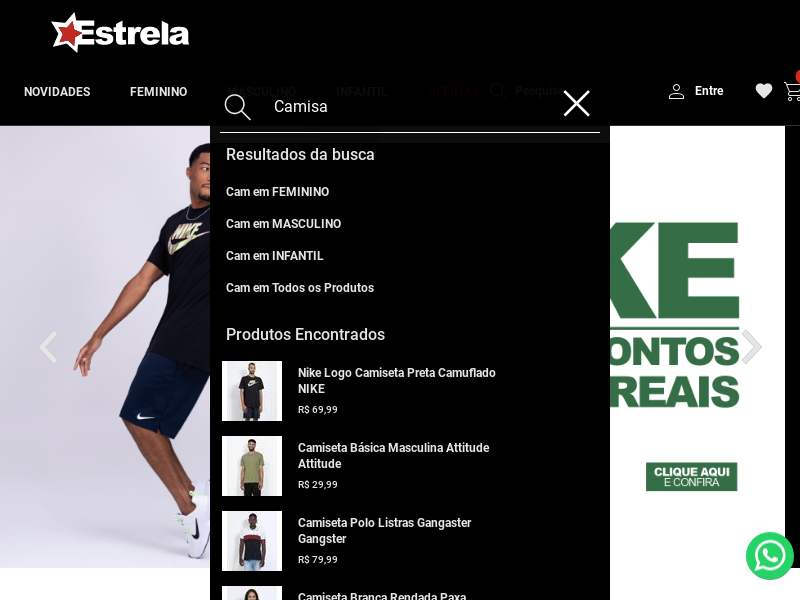 Estrela
NOVIDADES
FEMININO
MASCULINO
INFANTIL
OFERTAS
Pesquise
Entre
Camisa
Resultados da busca
Cam em FEMININO
Cam em MASCULINO
Cam em INFANTIL
Cam em Todos os Produtos
Produtos Encontrados
Nike Logo Camiseta Preta Camuflado
NIKE
R$ 69,99
Camiseta Básica Masculina Attitude
Attitude
R$ 29,99
Camiseta Polo Listras Gangaster
Gangster
R$ 79,99
Camiseta Branca Rendada Paxa
NIKE
KE
ONTOS
REAIS
CLIQUE AQUI
E CONFIRA